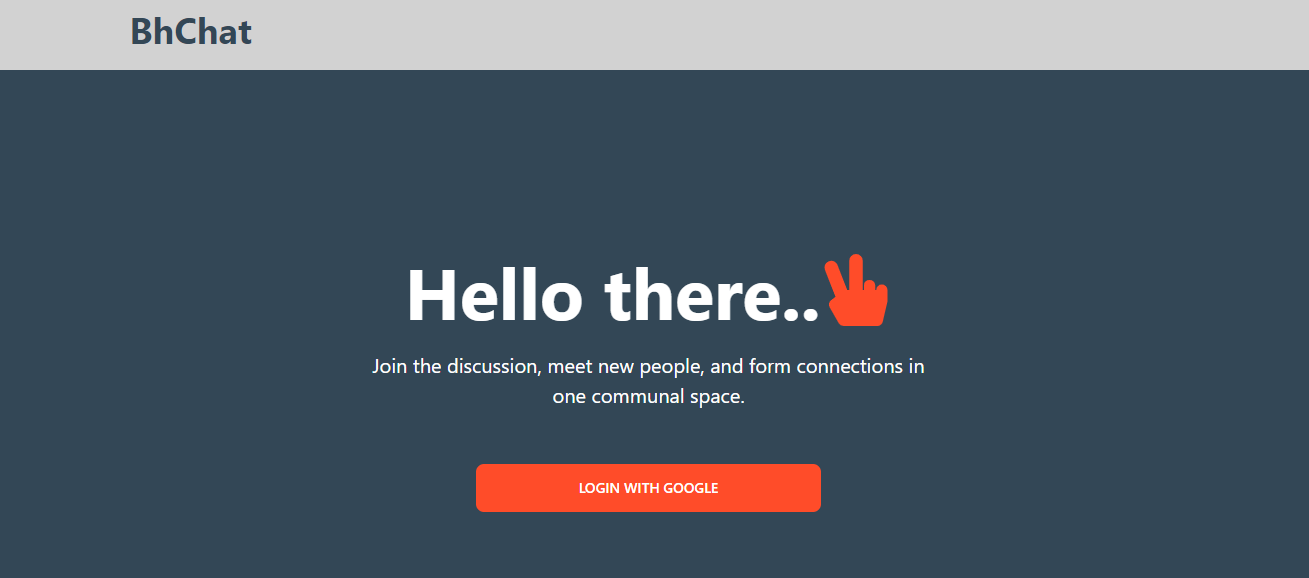 BhChat
Hello there..
Join the discussion, meet new people, and form connections in
one communal space.
LOGIN WITH GOOGLE